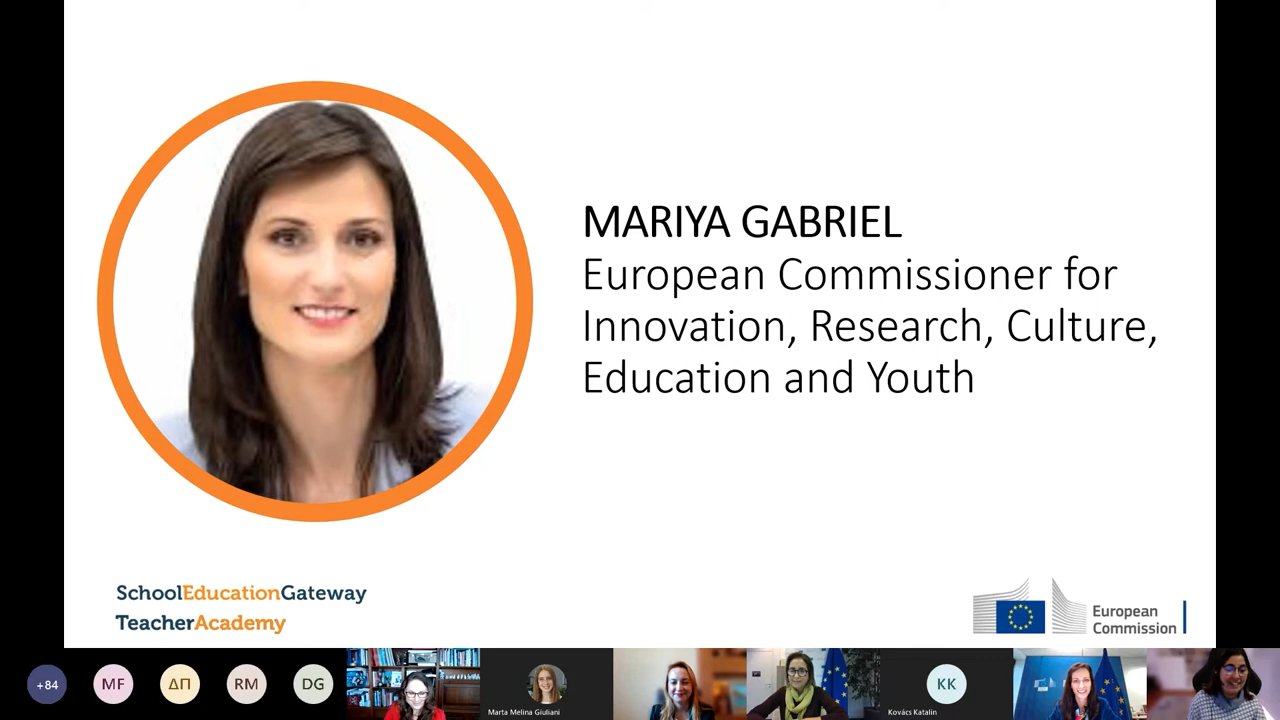 MARIYA GABRIEL
European Commissioner for
Innovation, Research, Culture,
Education and Youth
SchoolEducationGateway
TeacherAcademy
European
Commission
+84
MF
ΔΠ
RM
DG
Marta Melina Giuliani
KK
Kovács Katalin